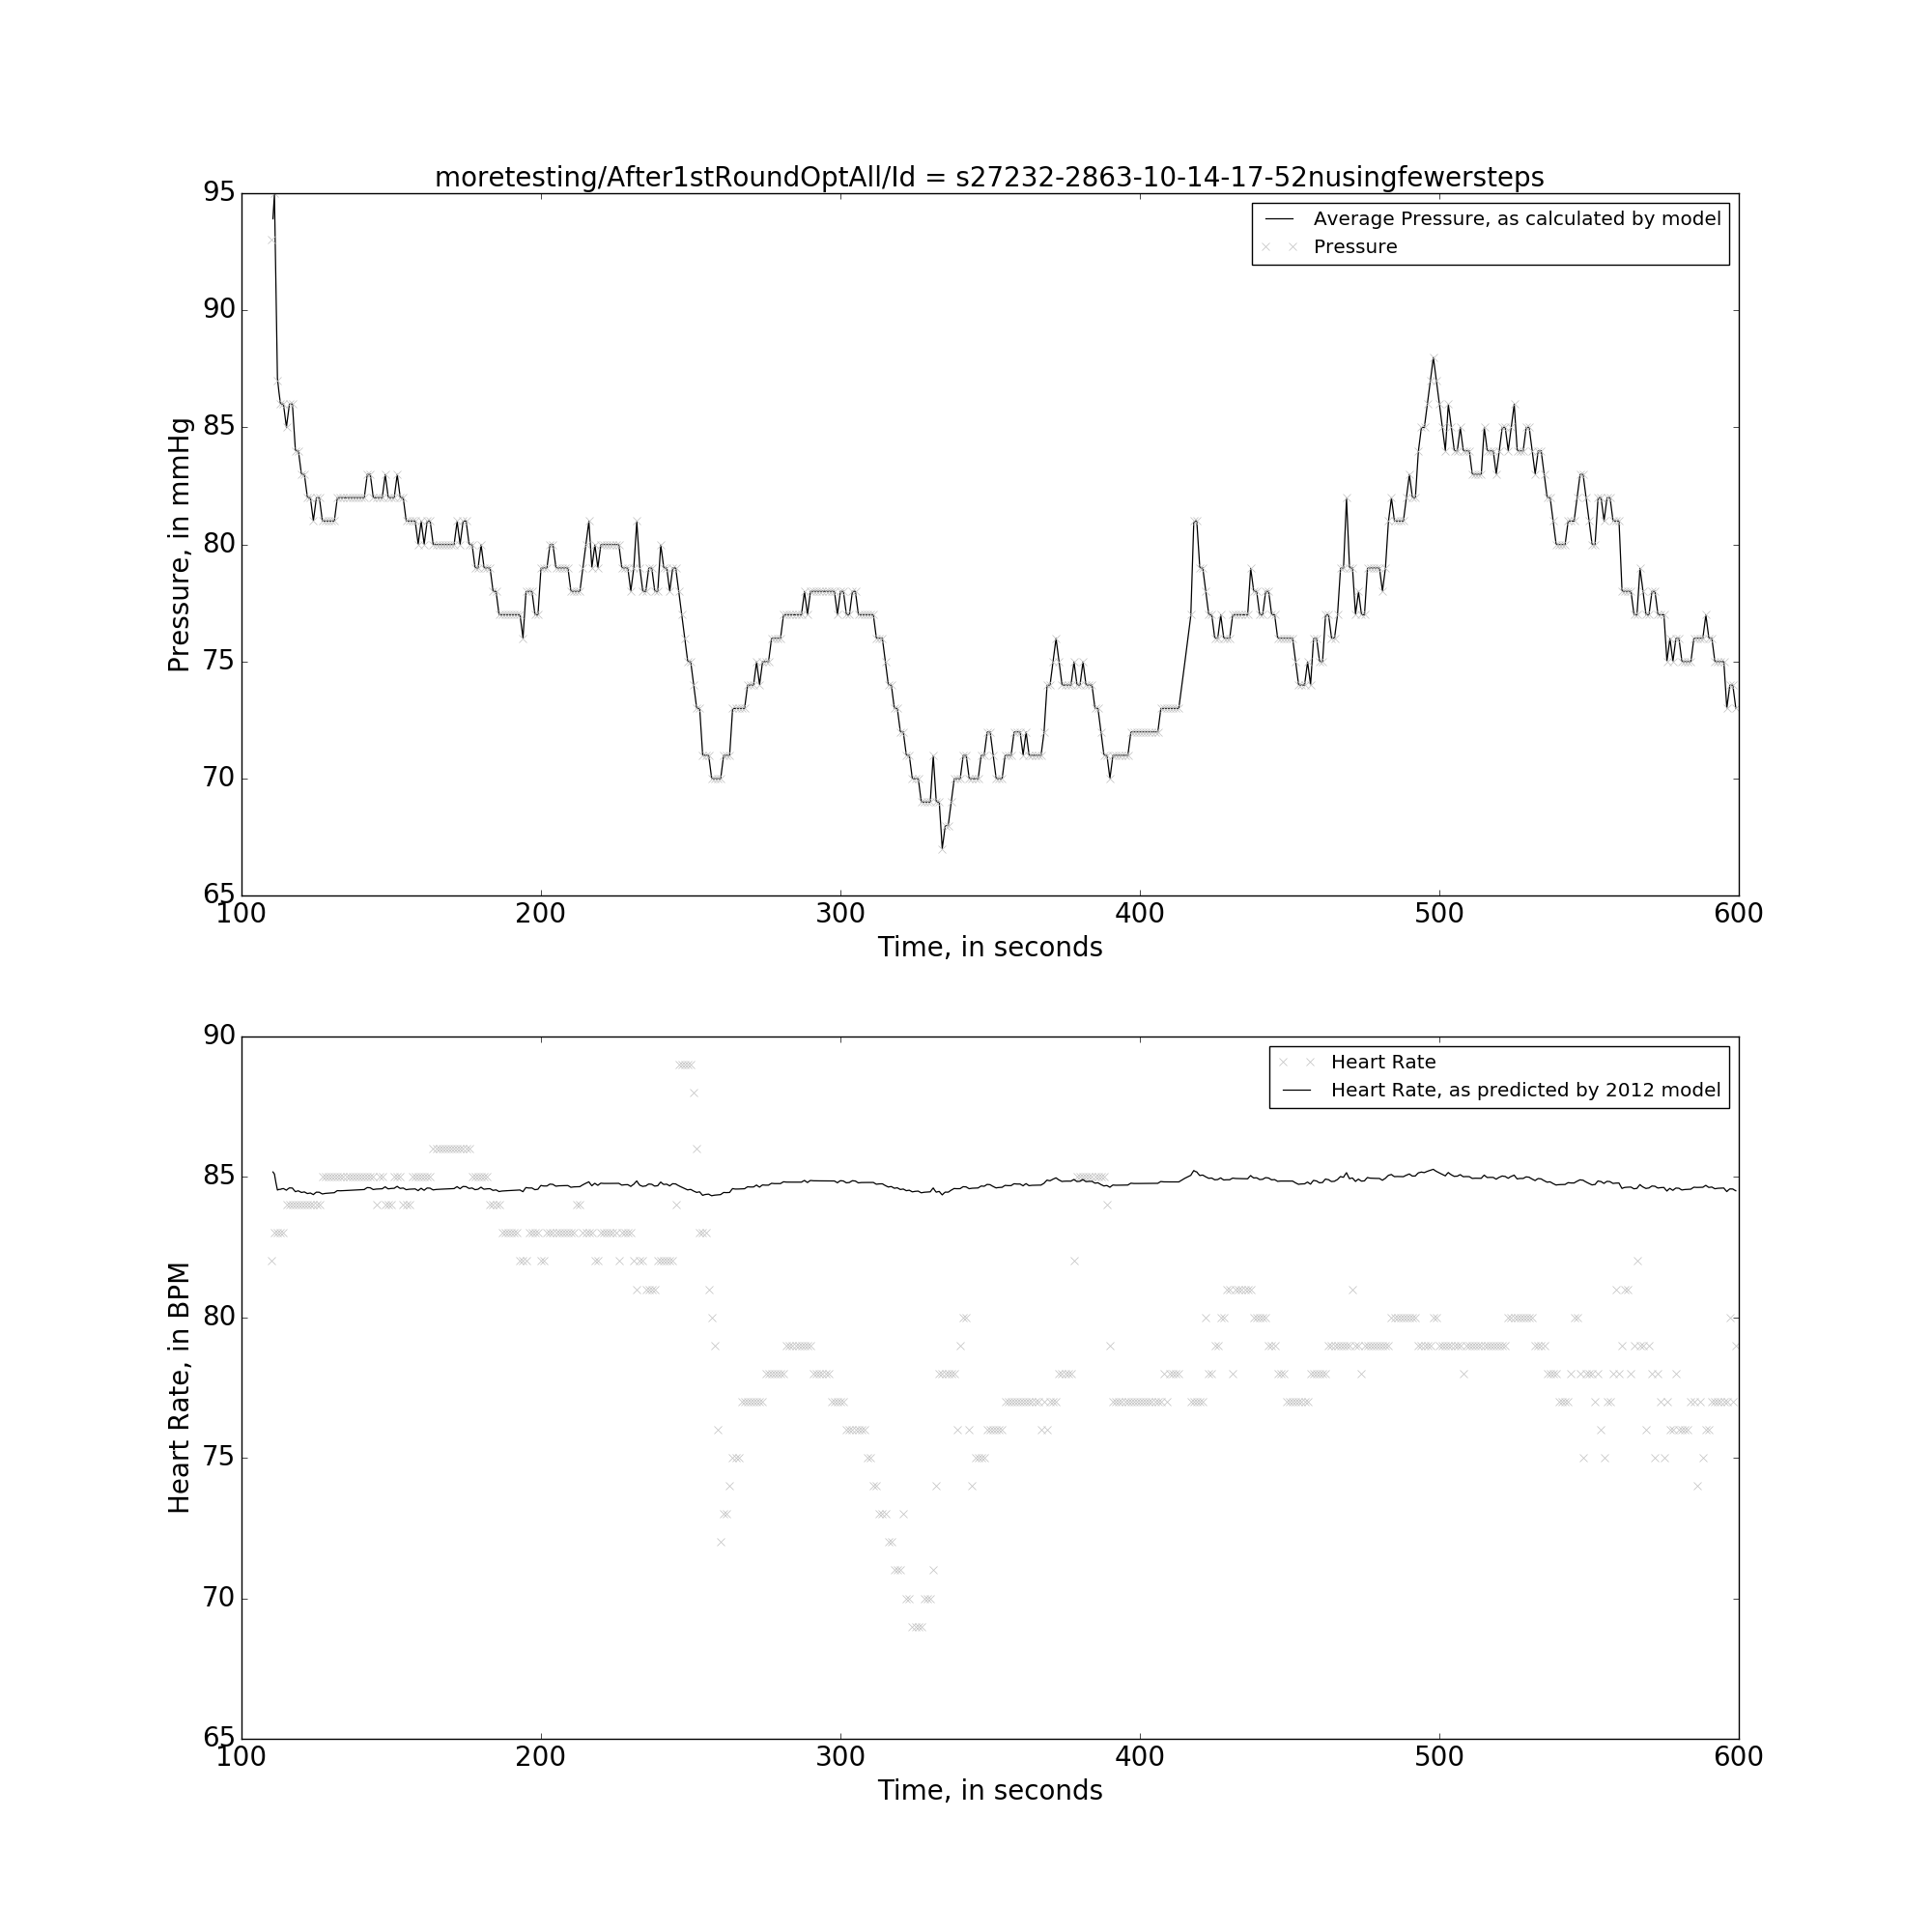 moretesting/After1stRoundOptAll/Id = s27232-2863-10-14-17-52nusingfewersteps
95
90
85
80
75
70
65
Pressure, in mmHg
Average Pressure, as calculated by model
Pressure
100 200 300 400 500 600
Time, in seconds
90
85
80
75
70
65
Heart Rate, in BPM
Heart Rate
Heart Rate, as predicted by 2012 model
100 200 300 400 500 600
Time, in seconds